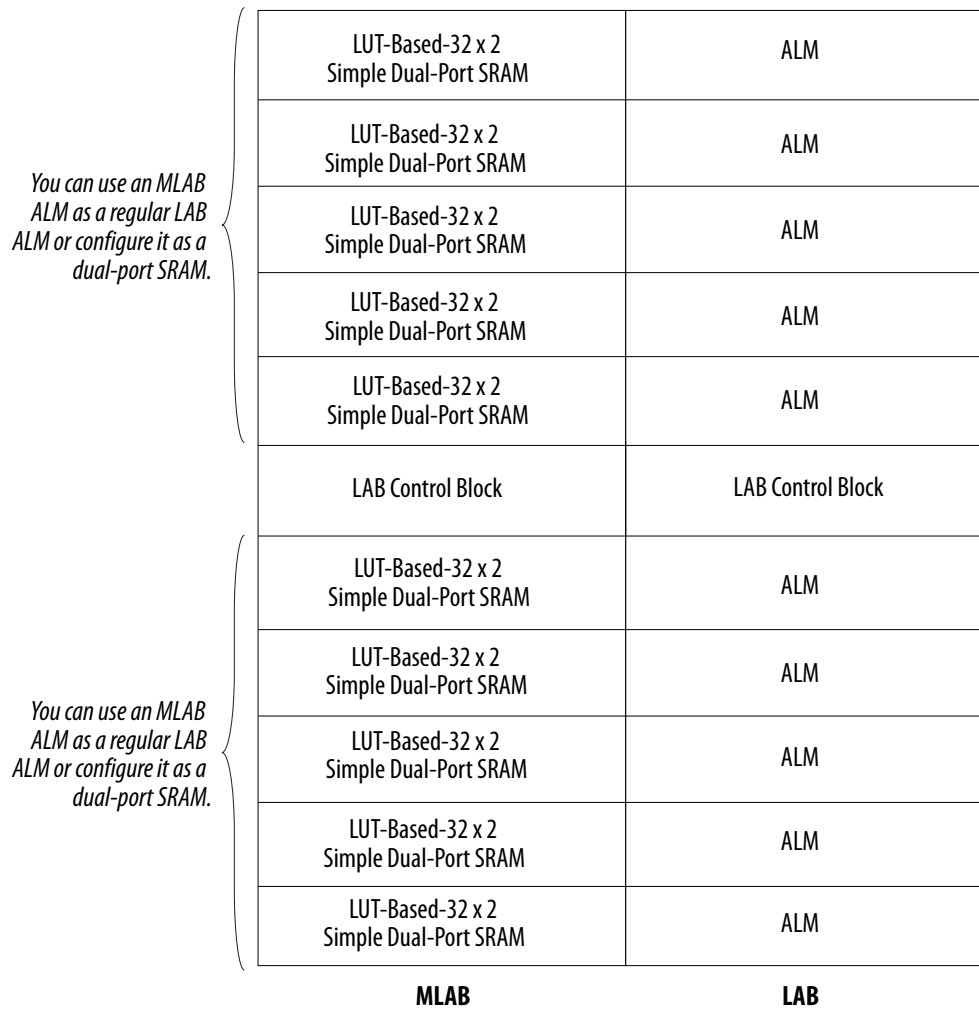 LUT-Based-32 x 2
Simple Dual-Port SRAM
ALM
LUT-Based-32 x 2
Simple Dual-Port SRAM
ALM
You can use an MLAB
ALM as a regular LAB
ALM or configure it as a
dual-port SRAM.
LUT-Based-32 x 2
Simple Dual-Port SRAM
ALM
LUT-Based-32 x 2
Simple Dual-Port SRAM
ALM
LUT-Based-32 x 2
Simple Dual-Port SRAM
ALM
LAB Control Block
LAB Control Block
LUT-Based-32 x 2
Simple Dual-Port SRAM
ALM
LUT-Based-32 x 2
Simple Dual-Port SRAM
ALM
You can use an MLAB
ALM as a regular LAB
ALM or configure it as a
dual-port SRAM.
LUT-Based-32 x 2
Simple Dual-Port SRAM
ALM
LUT-Based-32 x 2
Simple Dual-Port SRAM
ALM
LUT-Based-32 x 2
Simple Dual-Port SRAM
ALM
MLAB
LAB